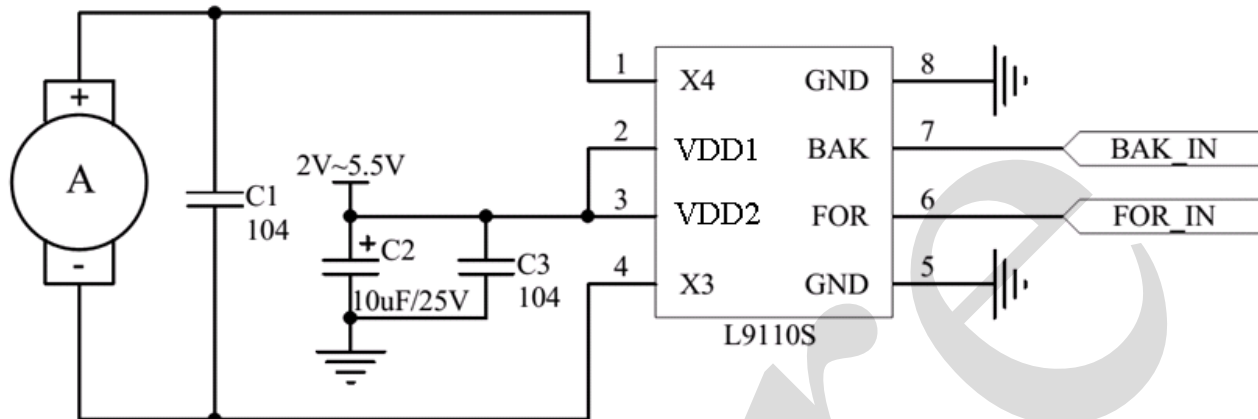 1 X4 GND 8
+
2 VDD1 BAK 7 BAK_IN
2V~5.5V
A
C1
104
3 VDD2 FOR 6 FOR_IN
+ C2
C3
104
10uF/25V
-
4 X3 GND 5
L9110S